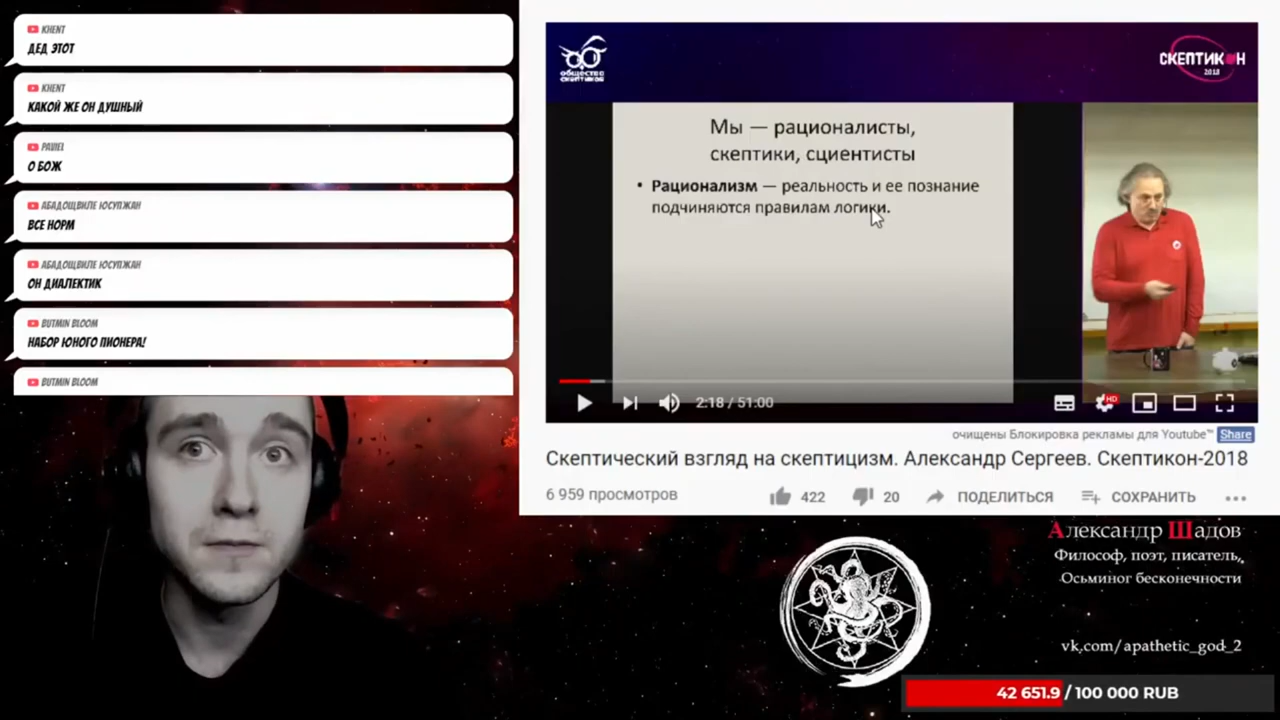 KHENT
ДЕД ЭТОТ
KHENT
КАКОЙ ЖЕ ОН ДУШНЫЙ
PAVEL
О БОЖ
АБАДОЩВИЛЕ ЮСУПЖАН
ВСЕ НОРМ
АБАДОЩВИЛЕ ЮСУПЖАН
ОН ДИАЛЕКТИК
BUTMIN BLOOM
НАБОР ЮНОГО ПИОНЕРА!
BUTMIN BLOOM
общество
скептиков
СКЕПТИКОН
2018
Мы — рационалисты,
скептики, сциентисты
• Рационализм — реальность и ее познание
подчиняются правилам логики.
2:18 / 51:00
HD
очищены Блокировка рекламы для Youtube™ Share
Скептический взгляд на скептицизм. Александр Сергеев. Скептикон-2018
6 959 просмотров
422
20
ПОДЕЛИТЬСЯ
СОХРАНИТЬ
Александр Шадов
Философ, поэт, писатель,
Осьминог бесконечности
vk.com/apathetic_god_2
42 651.9 / 100 000 RUB